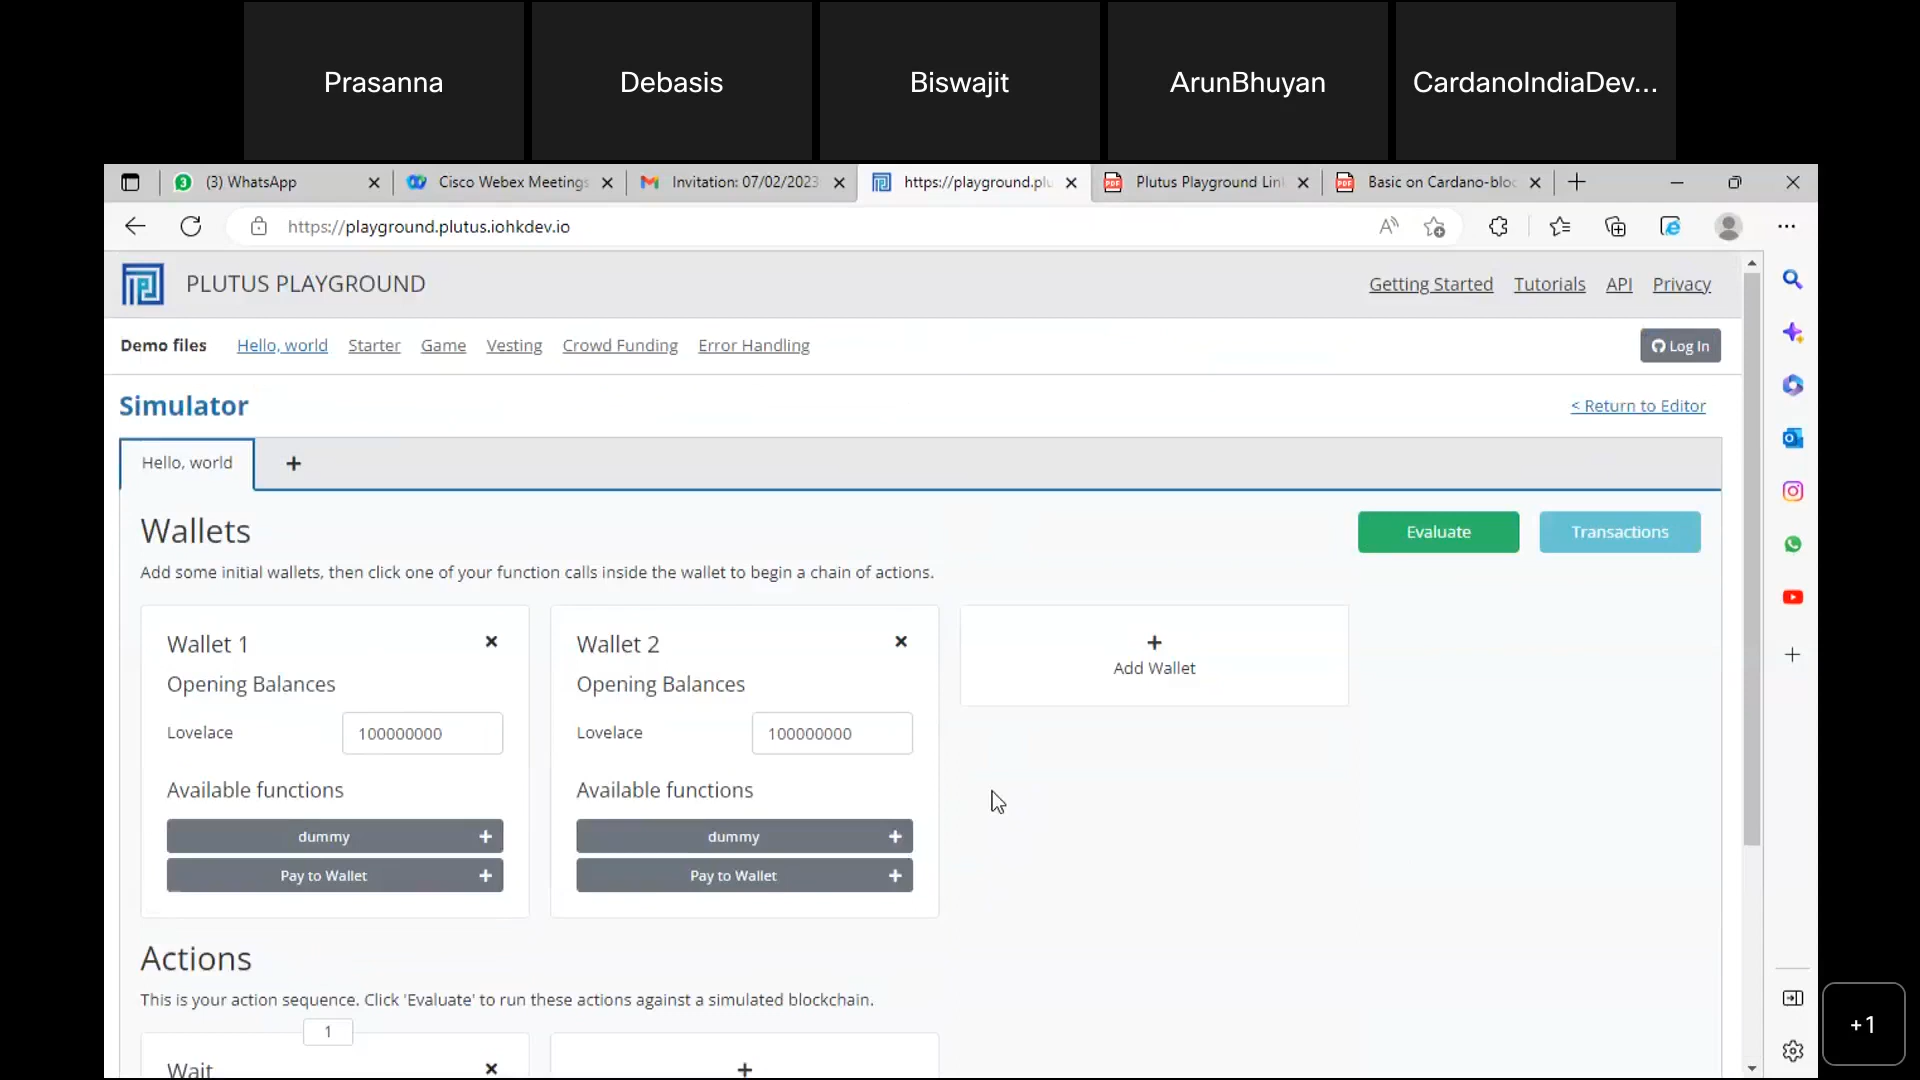 Prasanna
Debasis
Biswajit
ArunBhuyan
CardanoIndiaDev...
3 (3) WhatsApp
Cisco Webex Meetings
Invitation: 07/02/2023
https://playground.plu
Plutus Playground Lin
Basic on Cardano-bloc
https://playground.plutus.iohkdev.io
PLUTUS PLAYGROUND
Getting Started Tutorials API Privacy
Demo files Hello, world Starter Game Vesting Crowd Funding Error Handling
Log In
Simulator
< Return to Editor
Hello, world +
Wallets
Evaluate
Transactions
Add some initial wallets, then click one of your function calls inside the wallet to begin a chain of actions.
Wallet 1
Opening Balances
Lovelace 100000000
Available functions
dummy +
Pay to Wallet +
Wallet 2
Opening Balances
Lovelace 100000000
Available functions
dummy +
Pay to Wallet +
+
Add Wallet
Actions
This is your action sequence. Click 'Evaluate' to run these actions against a simulated blockchain.
1
Wait
+
+1